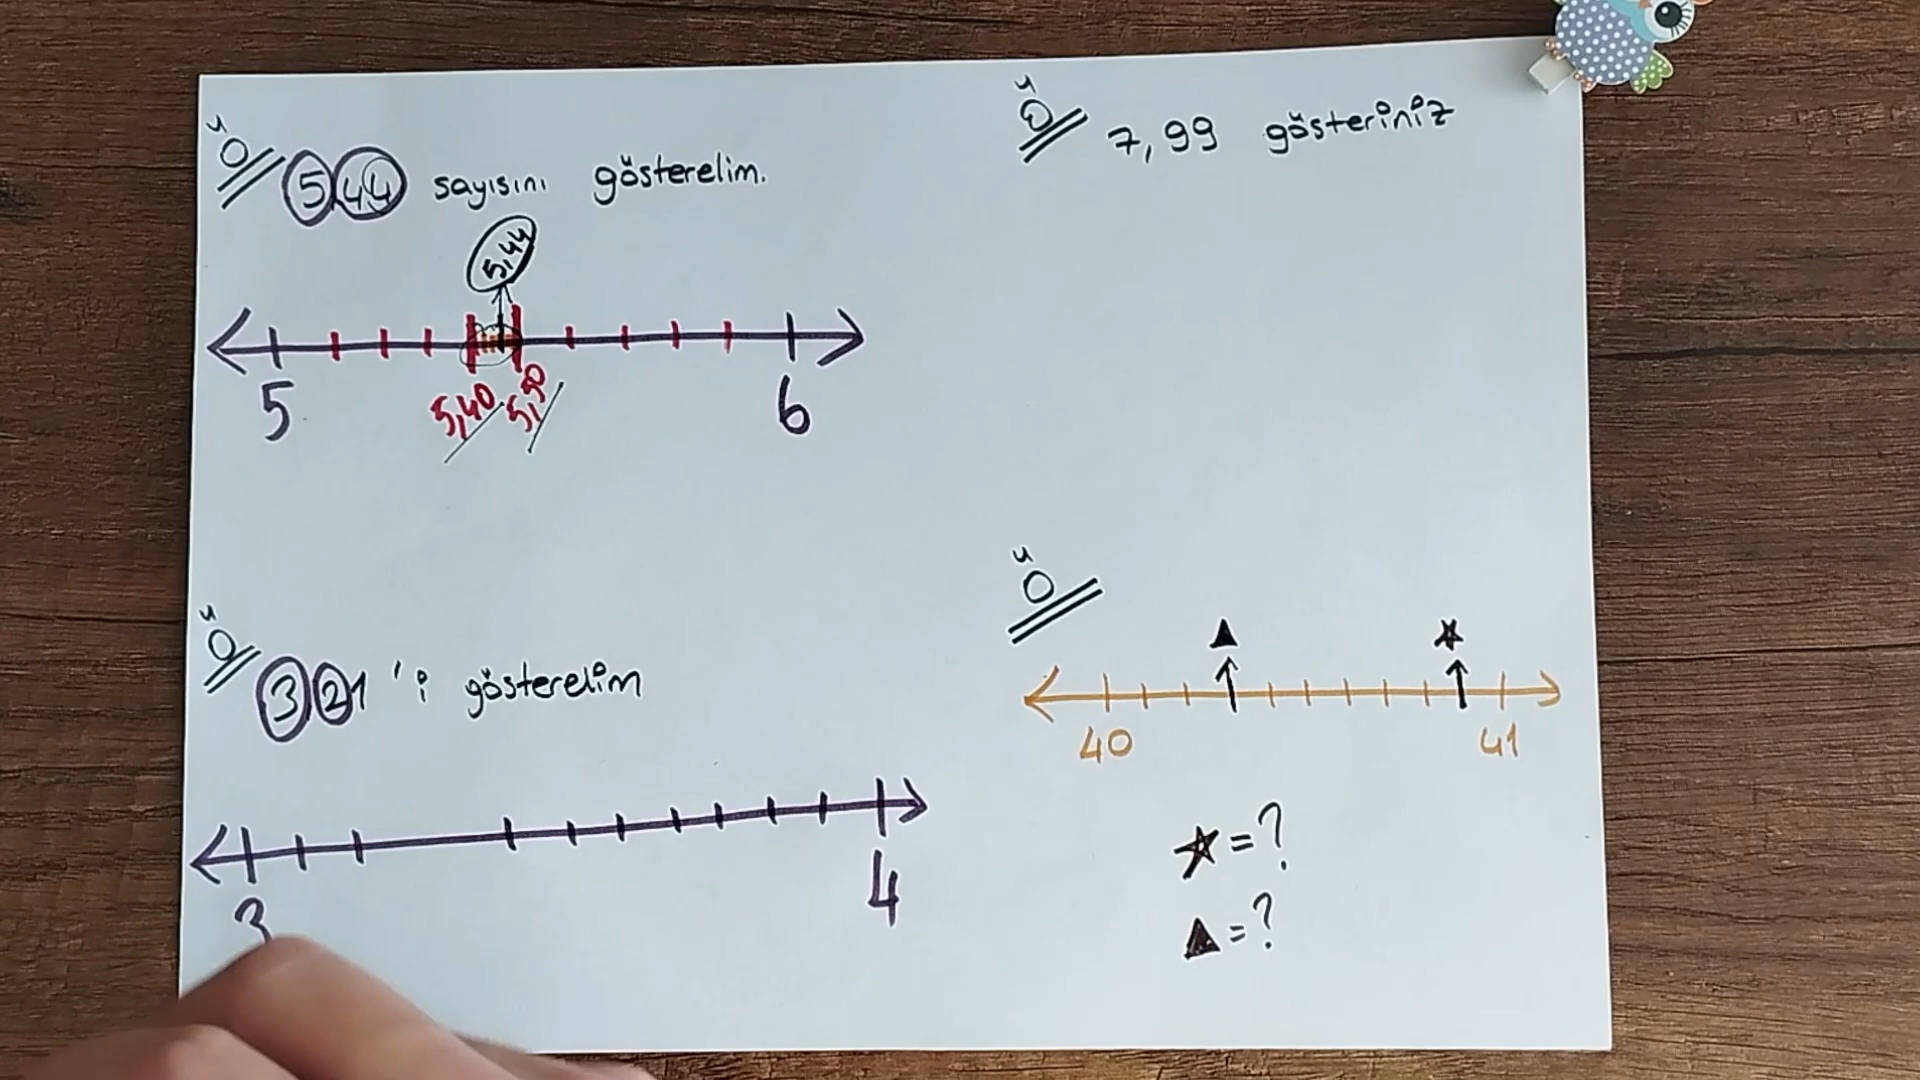 Ö
5,44 sayısını gösterelim.
5,44
5 6
5,40 5,50
Ö
3,21 'i gösterelim
3 4
Ö
7,99 gösteriniz
Ö
▲ ★
40 41
★=?
▲=?